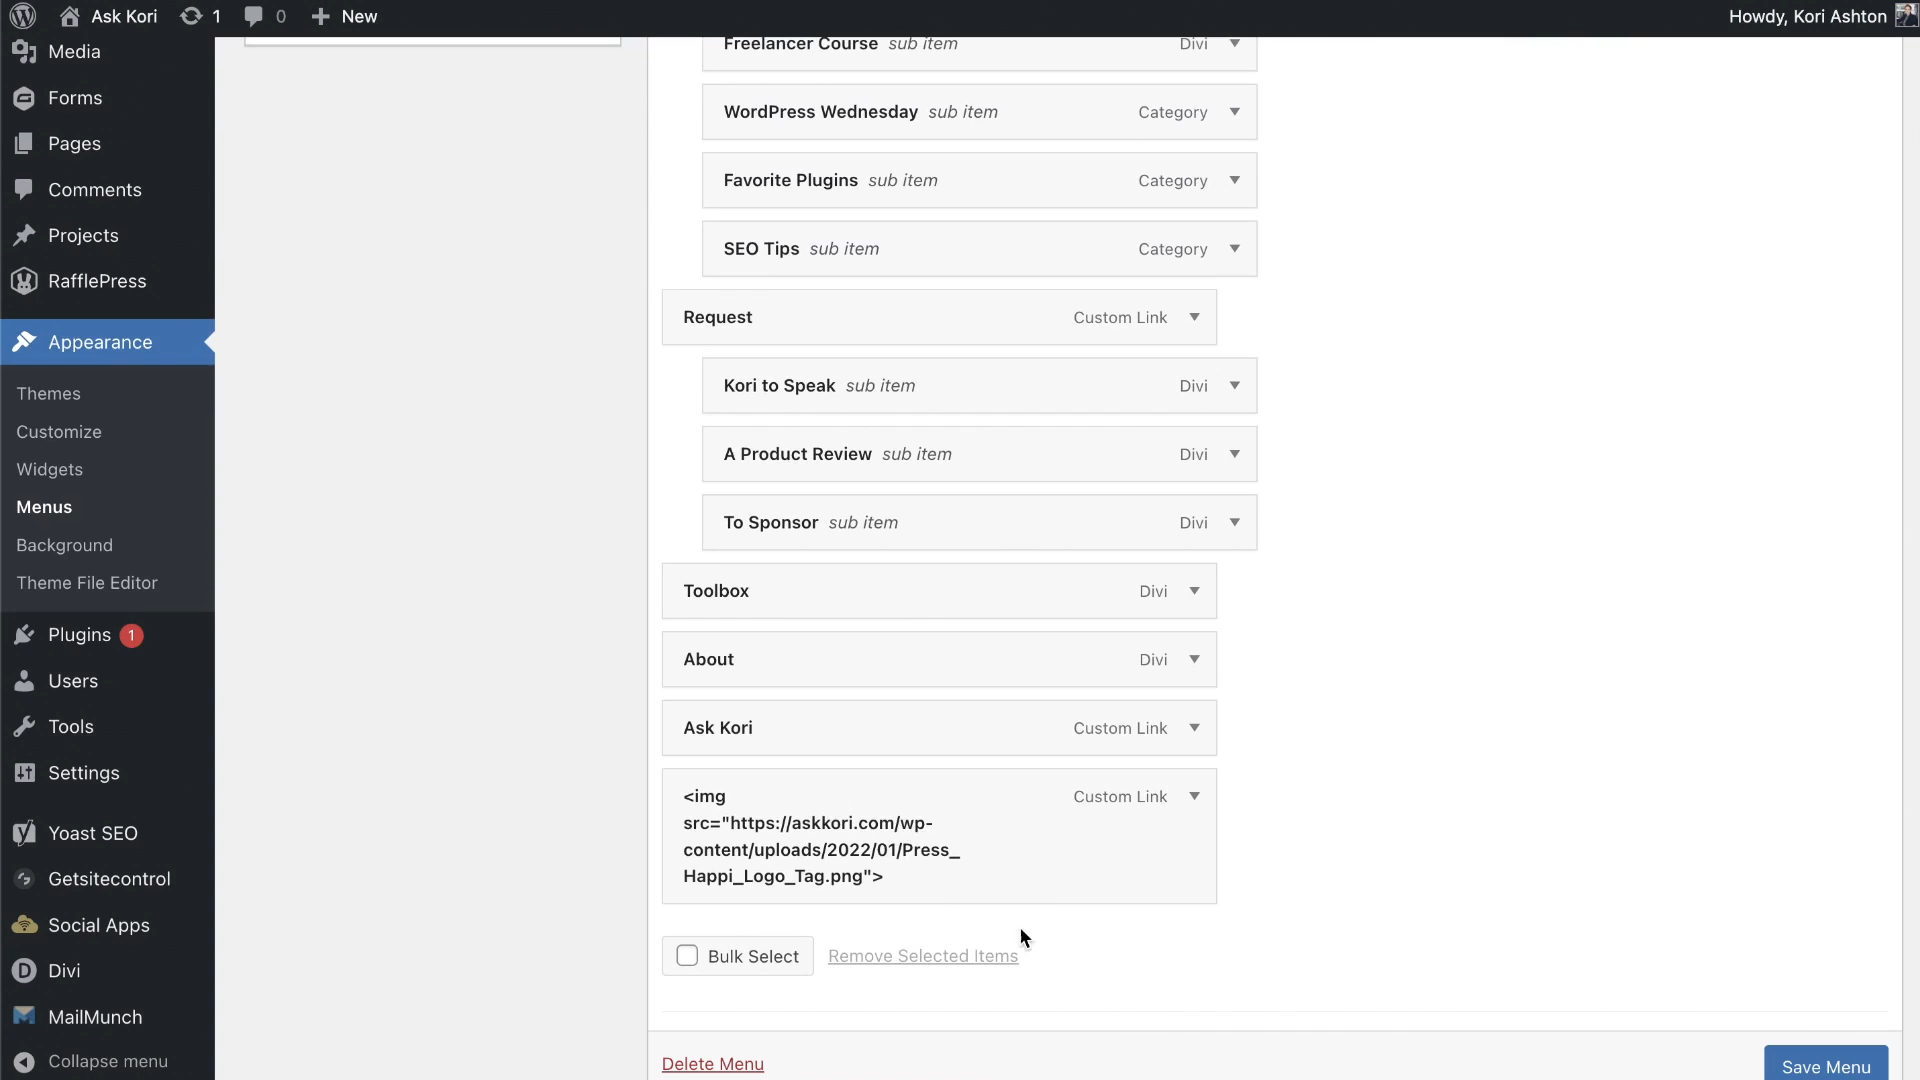 Ask Kori 1 0 New Howdy, Kori Ashton
Media
Forms
Pages
Comments
Projects
RafflePress
Appearance
Themes
Customize
Widgets
Menus
Background
Theme File Editor
Plugins 1
Users
Tools
Settings
Yoast SEO
Getsitecontrol
Social Apps
Divi
MailMunch
Collapse menu
Freelancer Course sub item Divi
WordPress Wednesday sub item Category
Favorite Plugins sub item Category
SEO Tips sub item Category
Request Custom Link
Kori to Speak sub item Divi
A Product Review sub item Divi
To Sponsor sub item Divi
Toolbox Divi
About Divi
Ask Kori Custom Link
<img Custom Link
src="https://askkori.com/wp-
content/uploads/2022/01/Press_
Happi_Logo_Tag.png">
Bulk Select Remove Selected Items
Delete Menu Save Menu